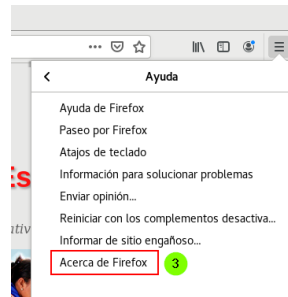 Ayuda
Ayuda de Firefox
Paseo por Firefox
Atajos de teclado
Información para solucionar problemas
Enviar opinión...
Reiniciar con los complementos desactiva...
Informar de sitio engañoso...
Acerca de Firefox 3